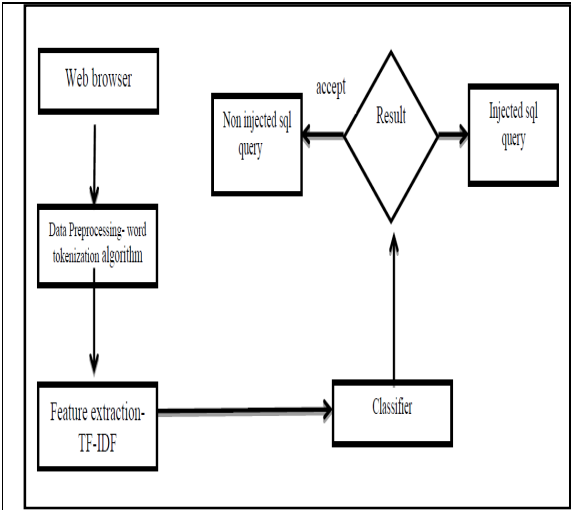 Web browser
Data Preprocessing- word
tokenization algorithm
Feature extraction-
TF-IDF
Classifier
Result
accept
Non injected sql
query
Injected sql
query